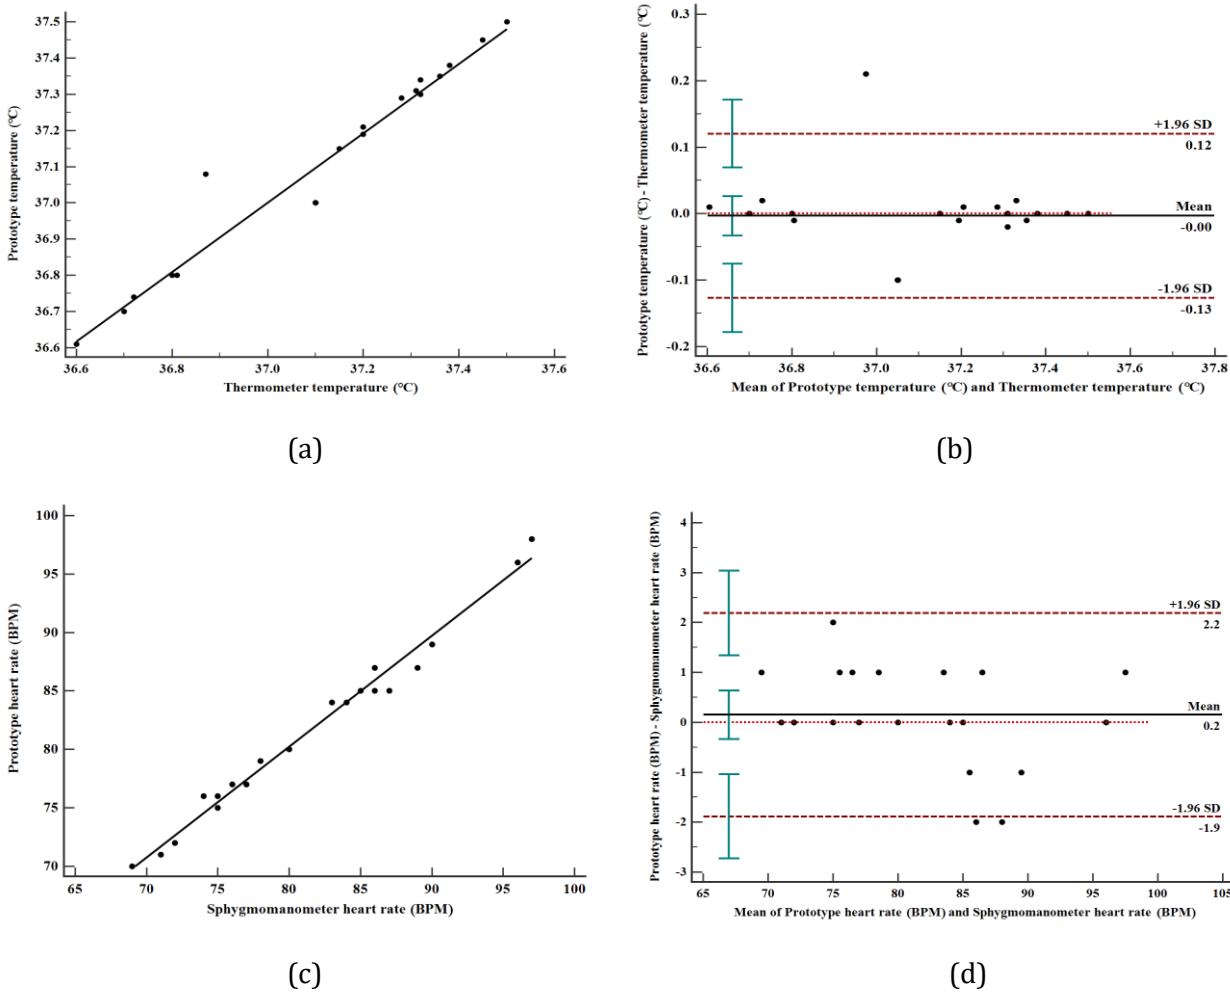 37.5
37.4
37.3
37.2
37.1
37.0
36.9
36.8
36.7
36.6
Prototype temperature (°C)
36.6 36.8 37.0 37.2 37.4 37.6
Thermometer temperature (°C)
0.3
0.2
0.1
0.0
-0.1
-0.2
Prototype temperature (°C) - Thermometer temperature (°C)
+1.96 SD
0.12
Mean
-0.00
-1.96 SD
-0.13
36.6 36.8 37.0 37.2 37.4 37.6 37.8
Mean of Prototype temperature (°C) and Thermometer temperature (°C)
(a)
(b)
100
95
90
85
80
75
70
Prototype heart rate (BPM)
65 70 75 80 85 90 95 100
Sphygmomanometer heart rate (BPM)
4
3
2
1
0
-1
-2
-3
Prototype heart rate (BPM) - Sphygmomanometer heart rate (BPM)
+1.96 SD
2.2
Mean
0.2
-1.96 SD
-1.9
65 70 75 80 85 90 95 100 105
Mean of Prototype heart rate (BPM) and Sphygmomanometer heart rate (BPM)
(c)
(d)